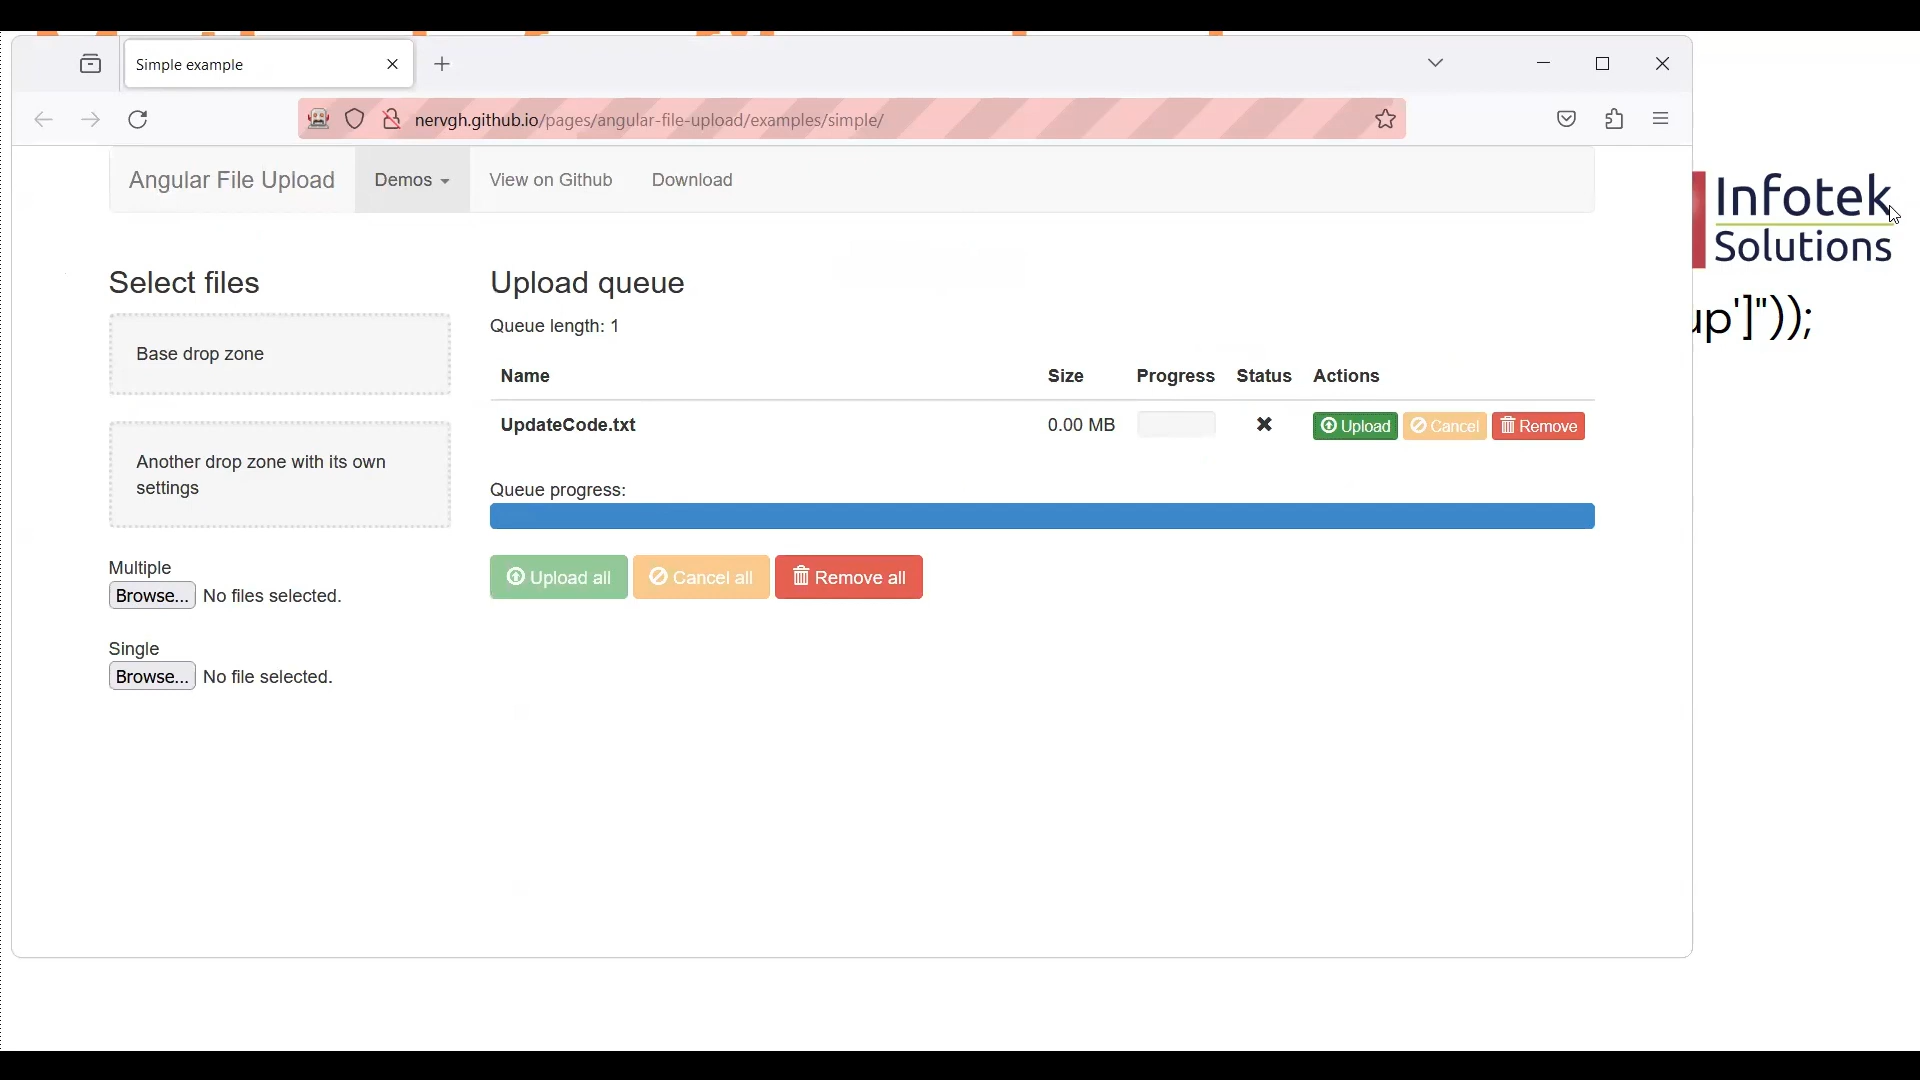 Simple example
nervgh.github.io/pages/angular-file-upload/examples/simple/
Angular File Upload
Demos
View on Github
Download
Infotek
Solutions
up']"));
Select files
Base drop zone
Another drop zone with its own
settings
Multiple
Browse... No files selected.
Single
Browse... No file selected.
Upload queue
Queue length: 1
Name Size Progress Status Actions
UpdateCode.txt 0.00 MB Upload Cancel Remove
Queue progress:
Upload all Cancel all Remove all